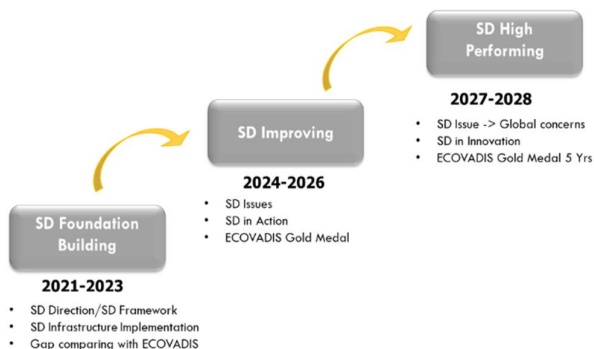 SD High
Performing
2027-2028
• SD Issue -> Global concerns
• SD in Innovation
• ECOVADIS Gold Medal 5 Yrs
SD Improving
2024-2026
• SD Issues
• SD in Action
• ECOVADIS Gold Medal
SD Foundation
Building
2021-2023
• SD Direction/SD Framework
• SD Infrastructure Implementation
• Gap comparing with ECOVADIS